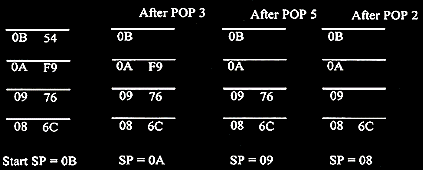 After POP 3 After POP 5 After POP 2
0B 54 0B 0B 0B
0A F9 0A F9 0A 0A
09 76 09 76 09 76 09
08 6C 08 6C 08 6C 08 6C
Start SP = 0B SP = 0A SP = 09 SP = 08